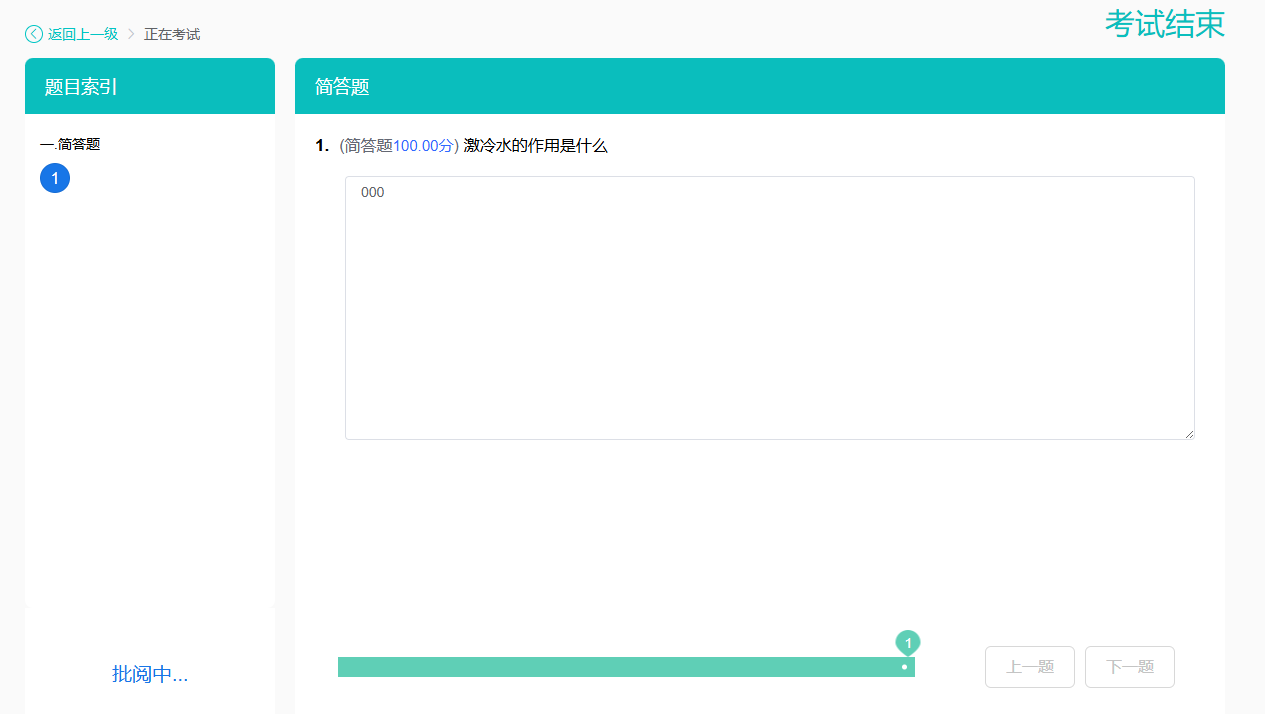 返回上一级 > 正在考试
考试结束
题目索引
一.简答题
1
简答题
1. (简答题100.00分) 激冷水的作用是什么
000
批阅中...
1
上一题
下一题